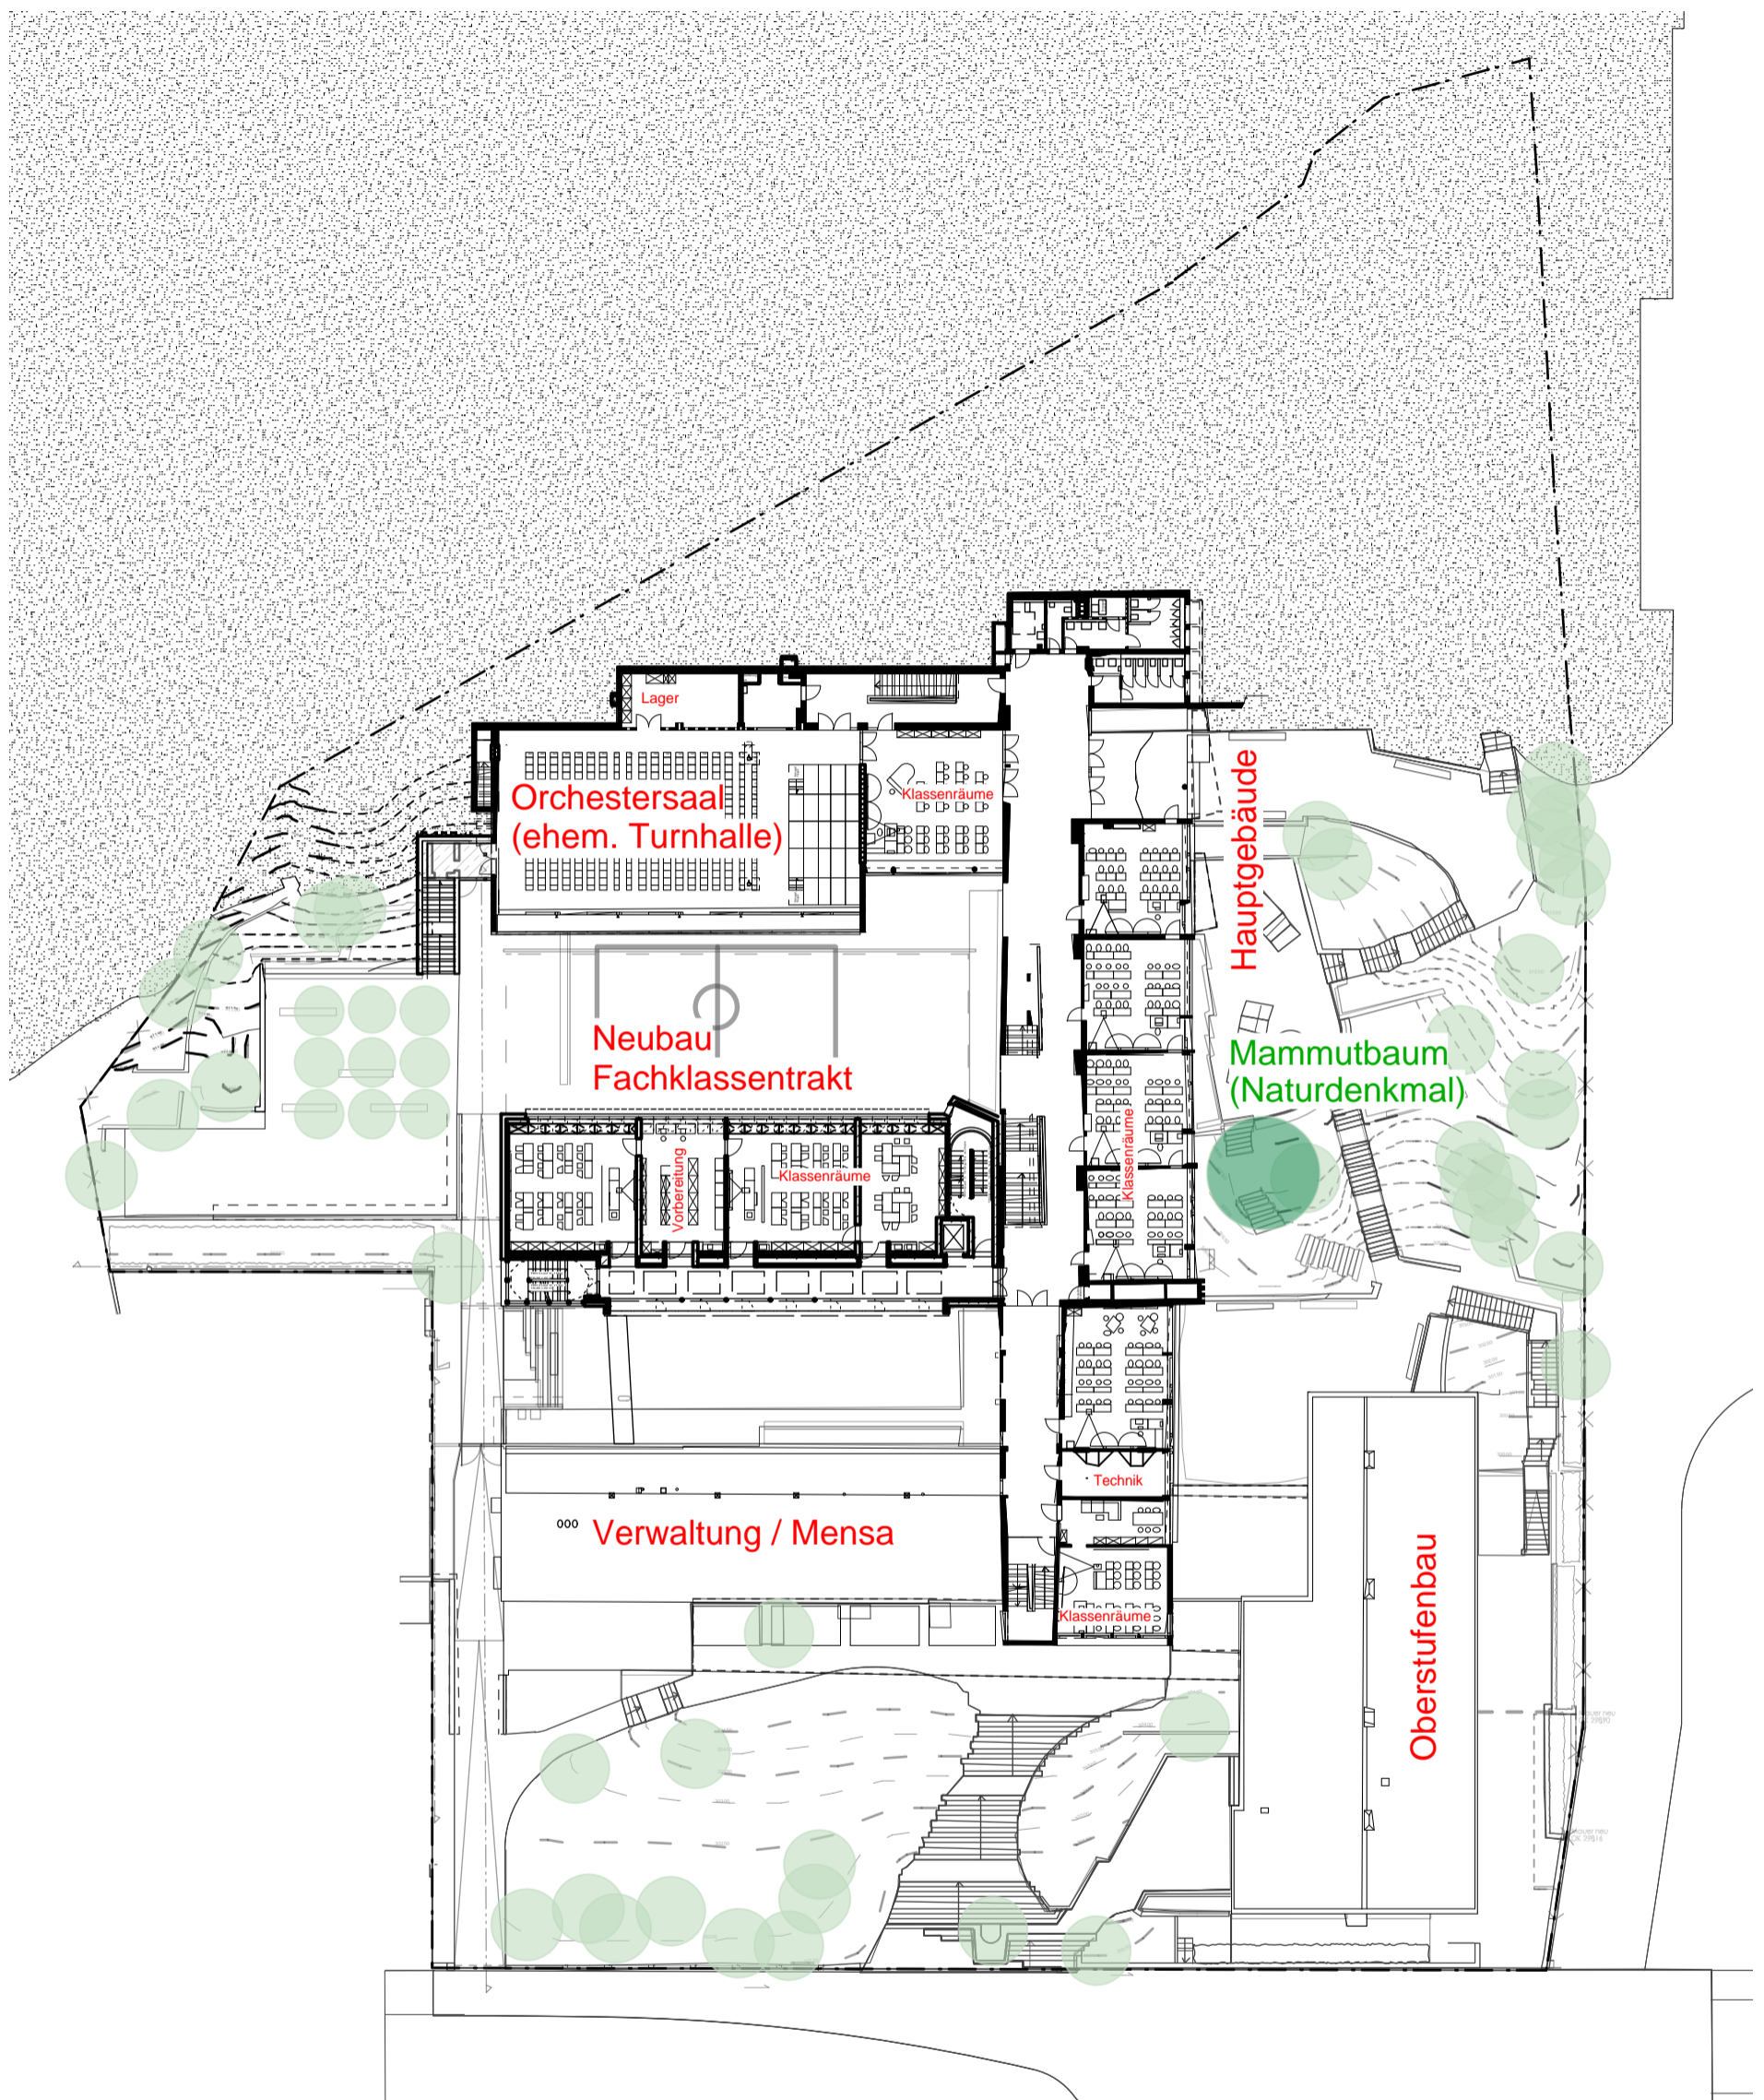 Lager
Orchestersaal
(ehem. Turnhalle)
Klassenräume
Hauptgebäude
Neubau
Fachklassentrakt
Mammutbaum
(Naturdenkmal)
Vorbereitung
Klassenräume
Klassenräume
Technik
Verwaltung / Mensa
Klassenräume
Oberstufenbau